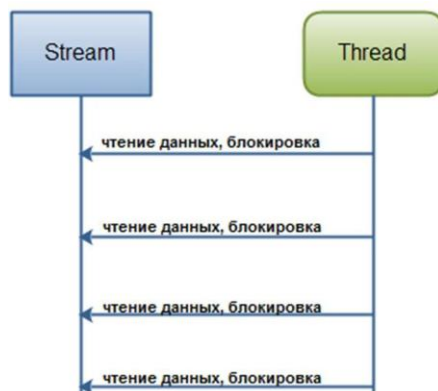 Stream
Thread
чтение данных, блокировка
чтение данных, блокировка
чтение данных, блокировка
чтение данных, блокировка